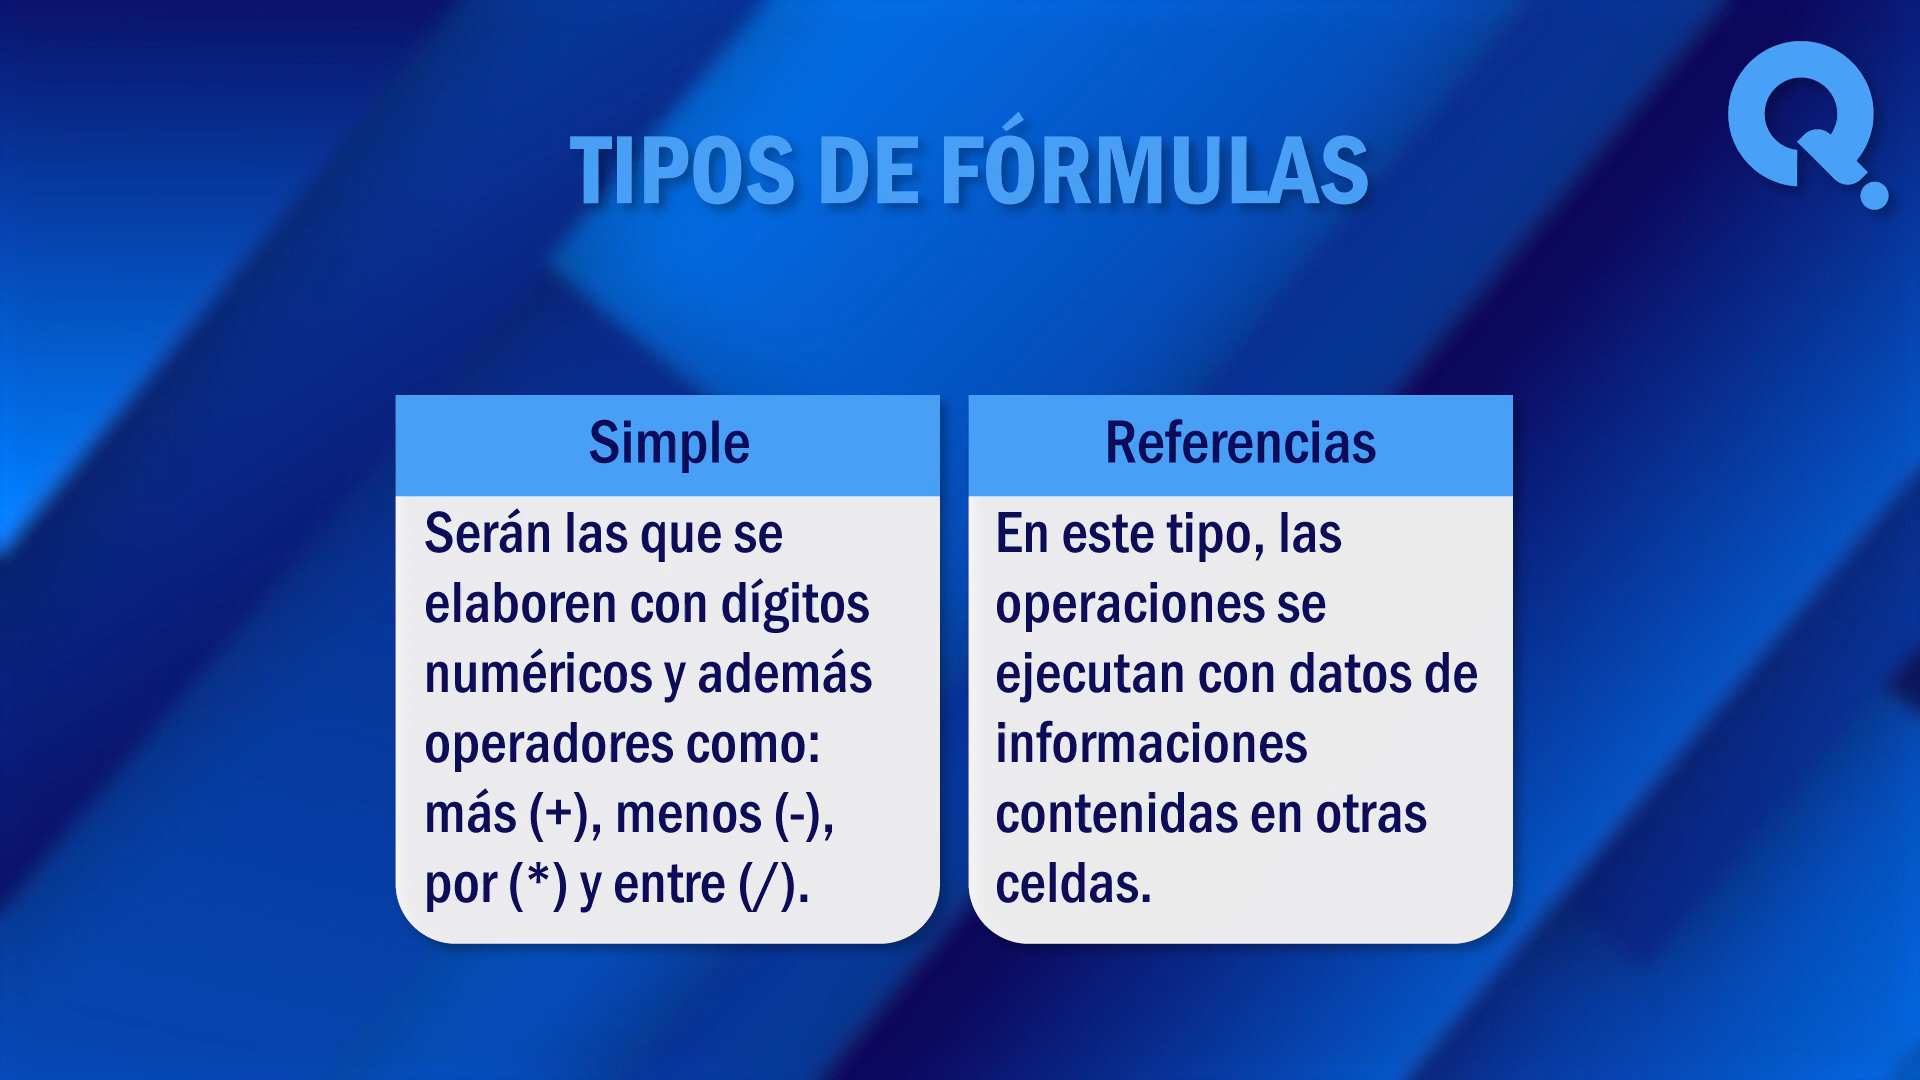 TIPOS DE FÓRMULAS
Simple
Serán las que se
elaboren con dígitos
numéricos y además
operadores como:
más (+), menos (-),
por (*) y entre (/).
Referencias
En este tipo, las
operaciones se
ejecutan con datos de
informaciones
contenidas en otras
celdas.